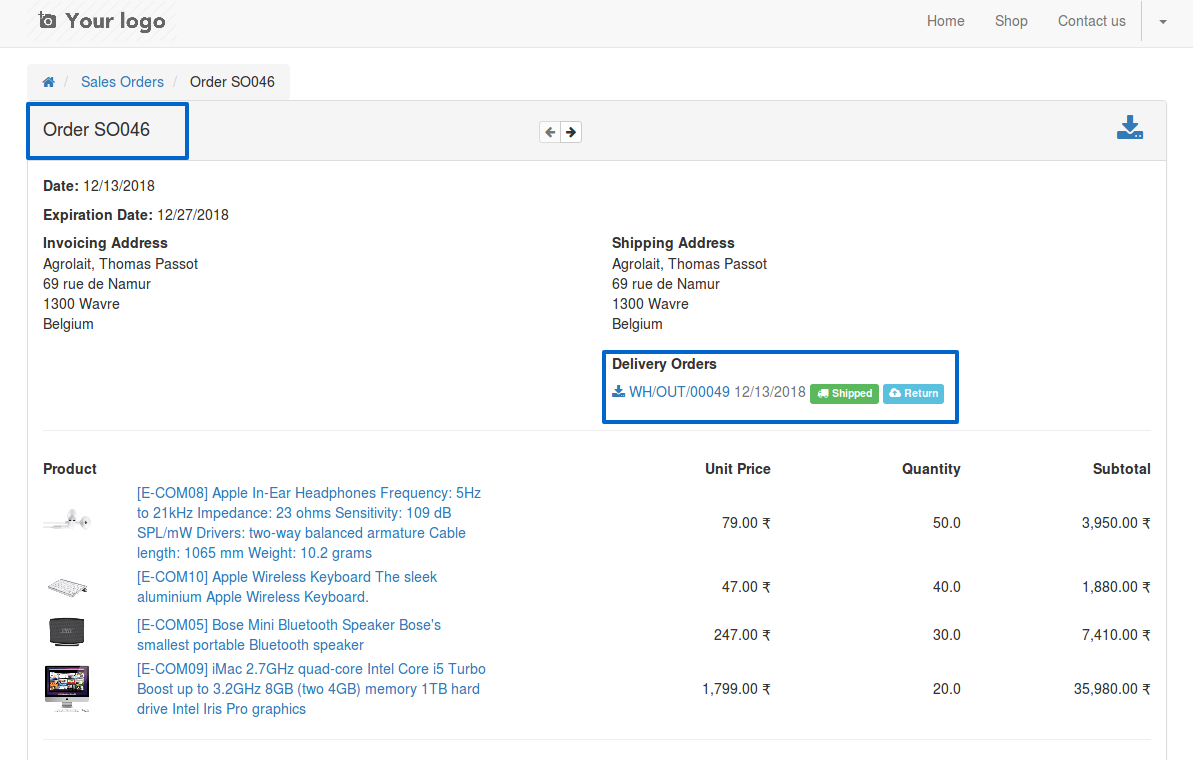 Your logo
Home Shop Contact us
/ Sales Orders / Order SO046
Order SO046
Date: 12/13/2018
Expiration Date: 12/27/2018
Invoicing Address
Agrolait, Thomas Passot
69 rue de Namur
1300 Wavre
Belgium
Shipping Address
Agrolait, Thomas Passot
69 rue de Namur
1300 Wavre
Belgium
Delivery Orders
WH/OUT/00049 12/13/2018 Shipped Return
Product Unit Price Quantity Subtotal
[E-COM08] Apple In-Ear Headphones Frequency: 5Hz
to 21kHz Impedance: 23 ohms Sensitivity: 109 dB
SPL/mW Drivers: two-way balanced armature Cable
length: 1065 mm Weight: 10.2 grams
79.00 ₹ 50.0 3,950.00 ₹
[E-COM10] Apple Wireless Keyboard The sleek
aluminium Apple Wireless Keyboard.
47.00 ₹ 40.0 1,880.00 ₹
[E-COM05] Bose Mini Bluetooth Speaker Bose's
smallest portable Bluetooth speaker
247.00 ₹ 30.0 7,410.00 ₹
[E-COM09] iMac 2.7GHz quad-core Intel Core i5 Turbo
Boost up to 3.2GHz 8GB (two 4GB) memory 1TB hard
drive Intel Iris Pro graphics
1,799.00 ₹ 20.0 35,980.00 ₹